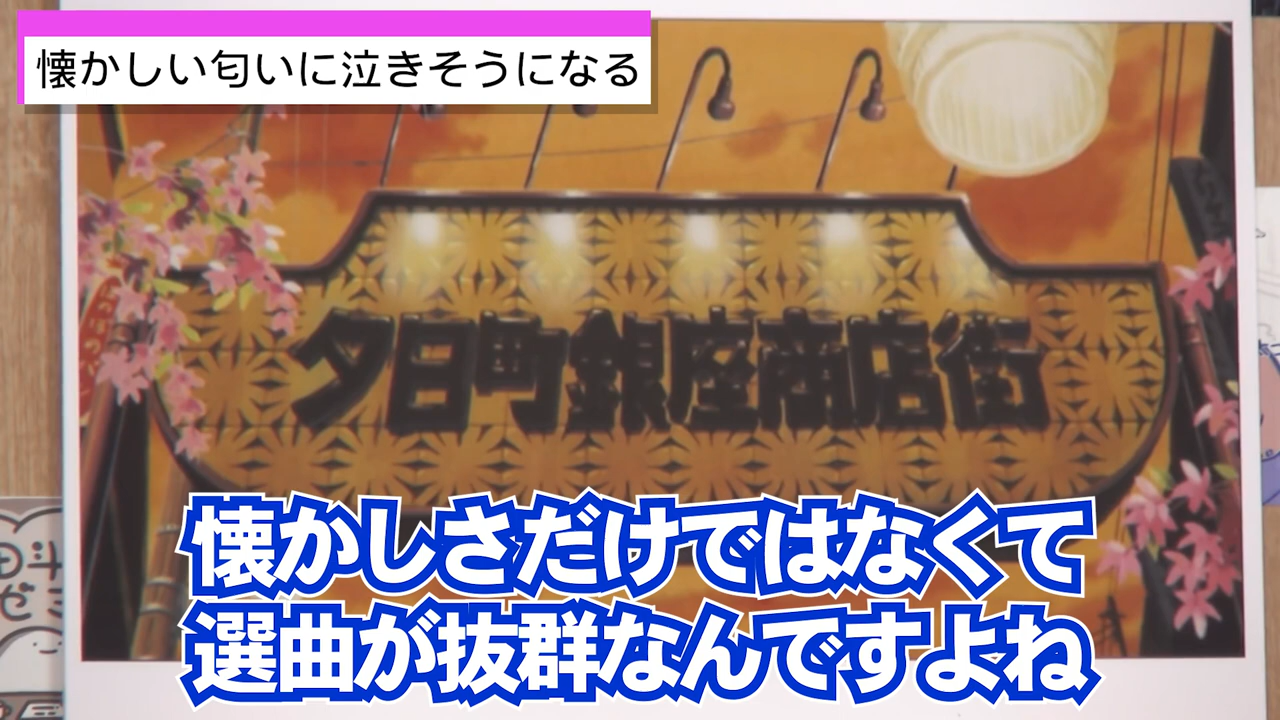 懐かしい匂いに泣きそうになる
夕日町銀座商店街
懐かしさだけではなくて
選曲が抜群なんですよね